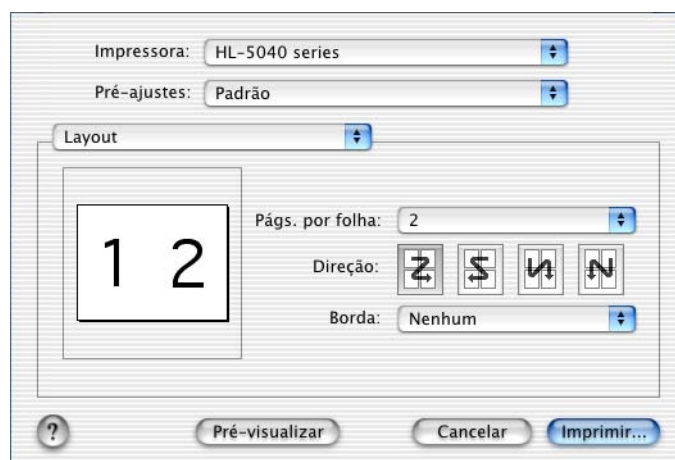 Impressora: HL-5040 series
Pré-ajustes: Padrão
Layout
1 2
Págs. por folha: 2
Direção:
Borda: Nenhum
? Pré-visualizar Cancelar Imprimir...